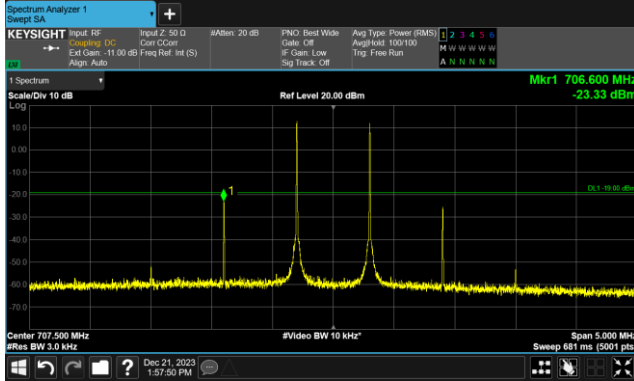 Spectrum Analyzer 1
Swept SA
+
KEYSIGHT Input: RF Input Z: 50 Ω #Atten: 20 dB PNO: Best Wide Avg Type: Power (RMS) 1 2 3 4 5 6
Coupling: DC Corr CCorr Gate: Off Avg|Hold: 100/100 M W W W W W
Ext Gain: -11.00 dB Freq Ref: Int (S) IF Gain: Low Trig: Free Run
Align: Auto Sig Track: Off A N N N N N
1 Spectrum Mkr1 706.600 MHz
Scale/Div 10 dB Ref Level 20.00 dBm -23.33 dBm
Log
10.0
0.00
-10.0
-20.0 1 DL1 -19.00 dBm
-30.0
-40.0
-50.0
-60.0
-70.0
Center 707.500 MHz #Video BW 10 kHz* Span 5.000 MHz
#Res BW 3.0 kHz Sweep 681 ms (5001 pts
? Dec 21, 2023
1:57:50 PM